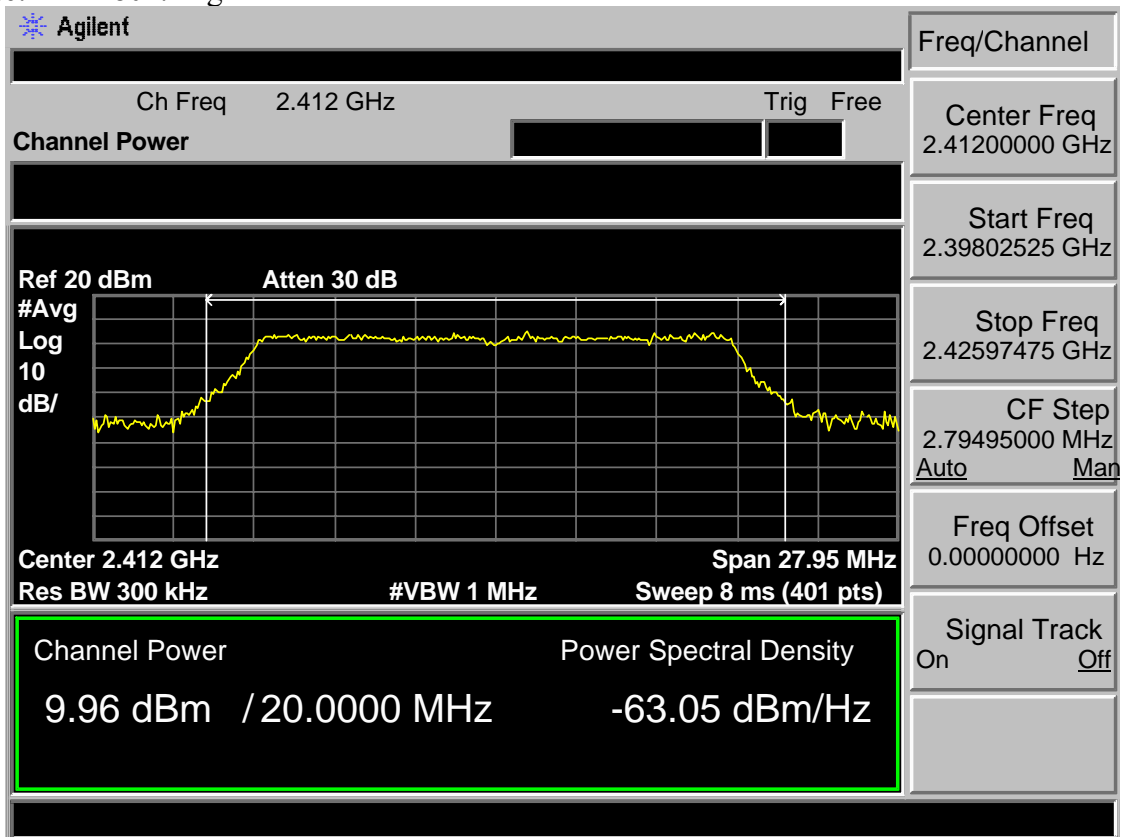 Agilent
Freq/Channel
Ch Freq 2.412 GHz Trig Free
Channel Power
Center Freq
2.41200000 GHz
Start Freq
2.39802525 GHz
Ref 20 dBm Atten 30 dB
#Avg
Log
10
dB/
Stop Freq
2.42597475 GHz
CF Step
2.79495000 MHz
Auto Man
Freq Offset
0.00000000 Hz
Center 2.412 GHz Span 27.95 MHz
Res BW 300 kHz #VBW 1 MHz Sweep 8 ms (401 pts)
Signal Track
On Off
Channel Power Power Spectral Density
9.96 dBm / 20.0000 MHz -63.05 dBm/Hz